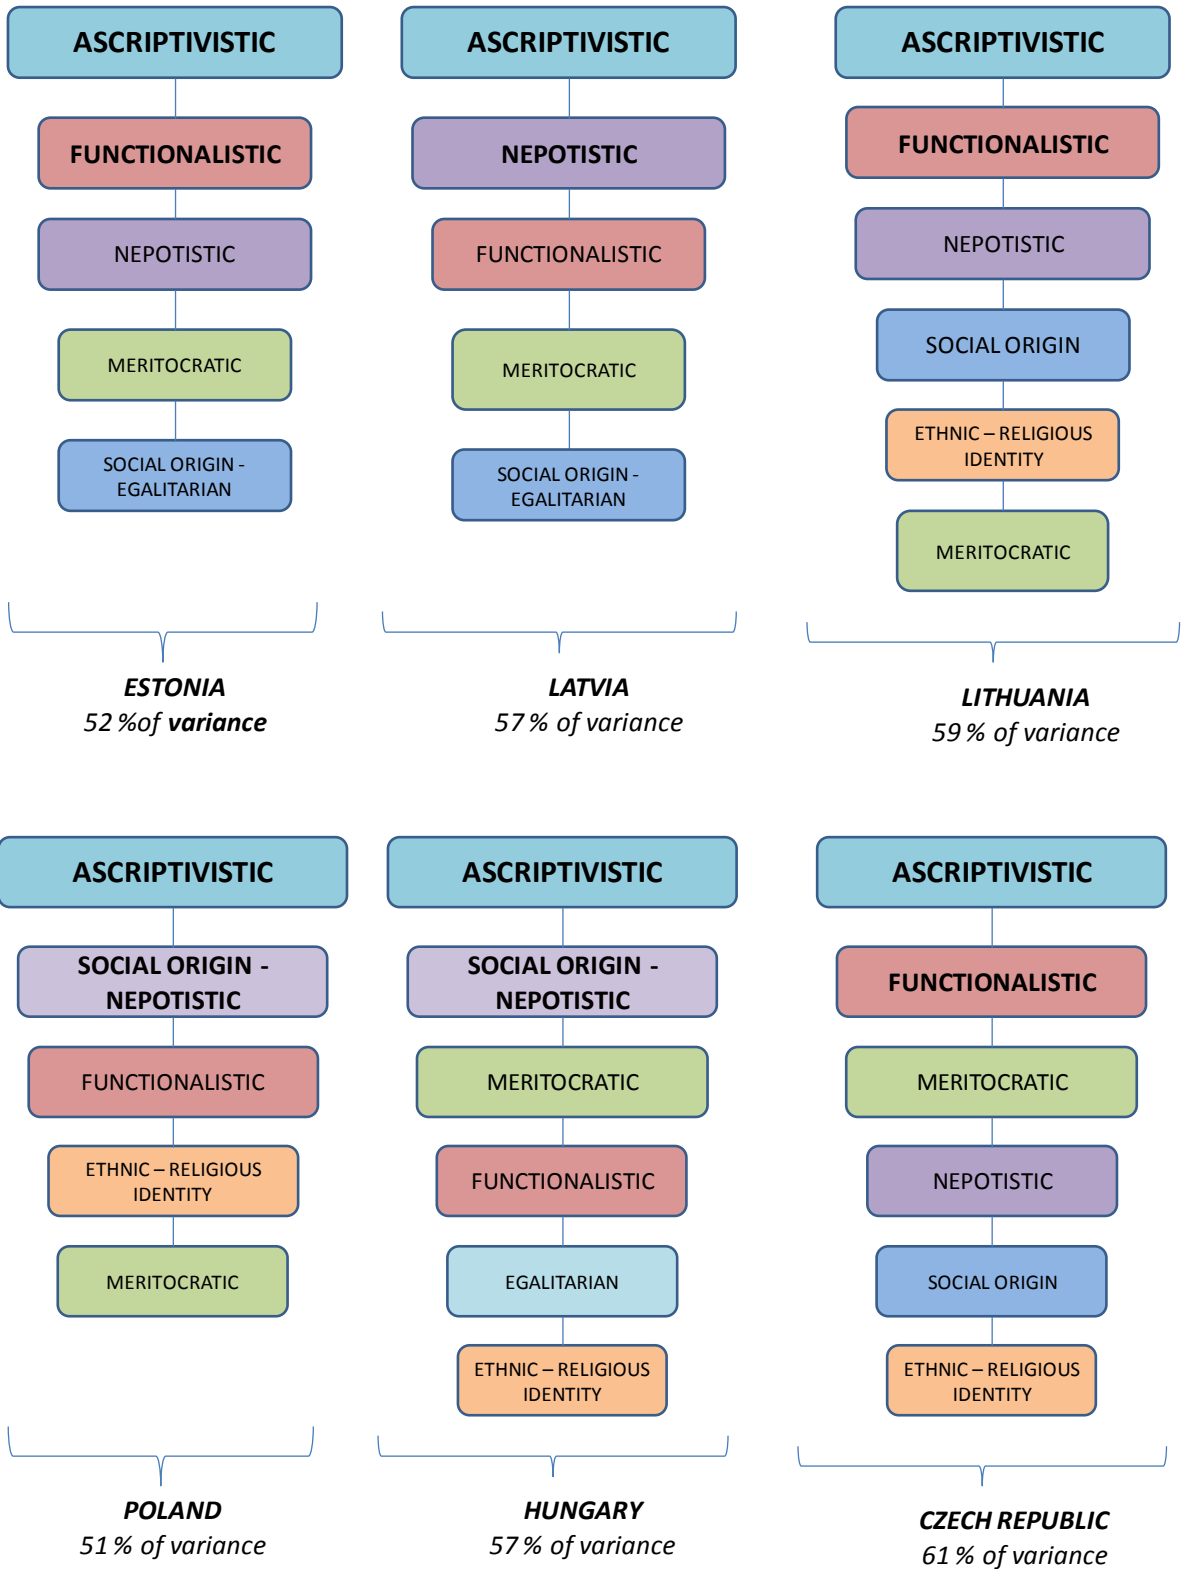 ASCRIPTIVISTIC
FUNCTIONALISTIC
NEPOTISTIC
MERITOCRATIC
SOCIAL ORIGIN -
EGALITARIAN
ESTONIA
52 %of variance
ASCRIPTIVISTIC
NEPOTISTIC
FUNCTIONALISTIC
MERITOCRATIC
SOCIAL ORIGIN -
EGALITARIAN
LATVIA
57 % of variance
ASCRIPTIVISTIC
FUNCTIONALISTIC
NEPOTISTIC
SOCIAL ORIGIN
ETHNIC – RELIGIOUS
IDENTITY
MERITOCRATIC
LITHUANIA
59 % of variance
ASCRIPTIVISTIC
SOCIAL ORIGIN -
NEPOTISTIC
FUNCTIONALISTIC
ETHNIC – RELIGIOUS
IDENTITY
MERITOCRATIC
POLAND
51 % of variance
ASCRIPTIVISTIC
SOCIAL ORIGIN -
NEPOTISTIC
MERITOCRATIC
FUNCTIONALISTIC
EGALITARIAN
ETHNIC – RELIGIOUS
IDENTITY
HUNGARY
57 % of variance
ASCRIPTIVISTIC
FUNCTIONALISTIC
MERITOCRATIC
NEPOTISTIC
SOCIAL ORIGIN
ETHNIC – RELIGIOUS
IDENTITY
CZECH REPUBLIC
61 % of variance